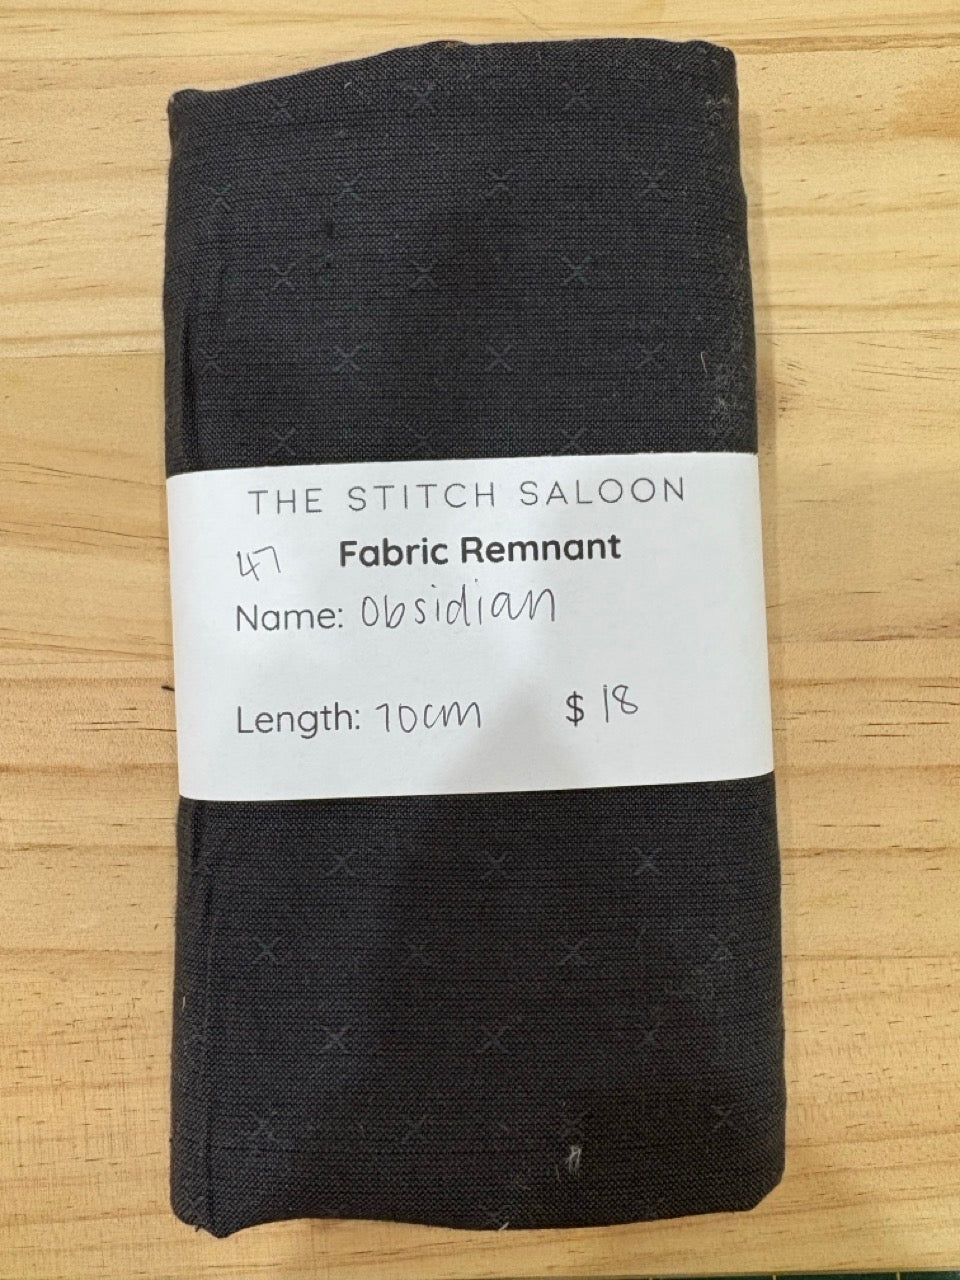 THE STITCH SALOON
47 Fabric Remnant
Name: Obsidian
Length: 70cm $ 18